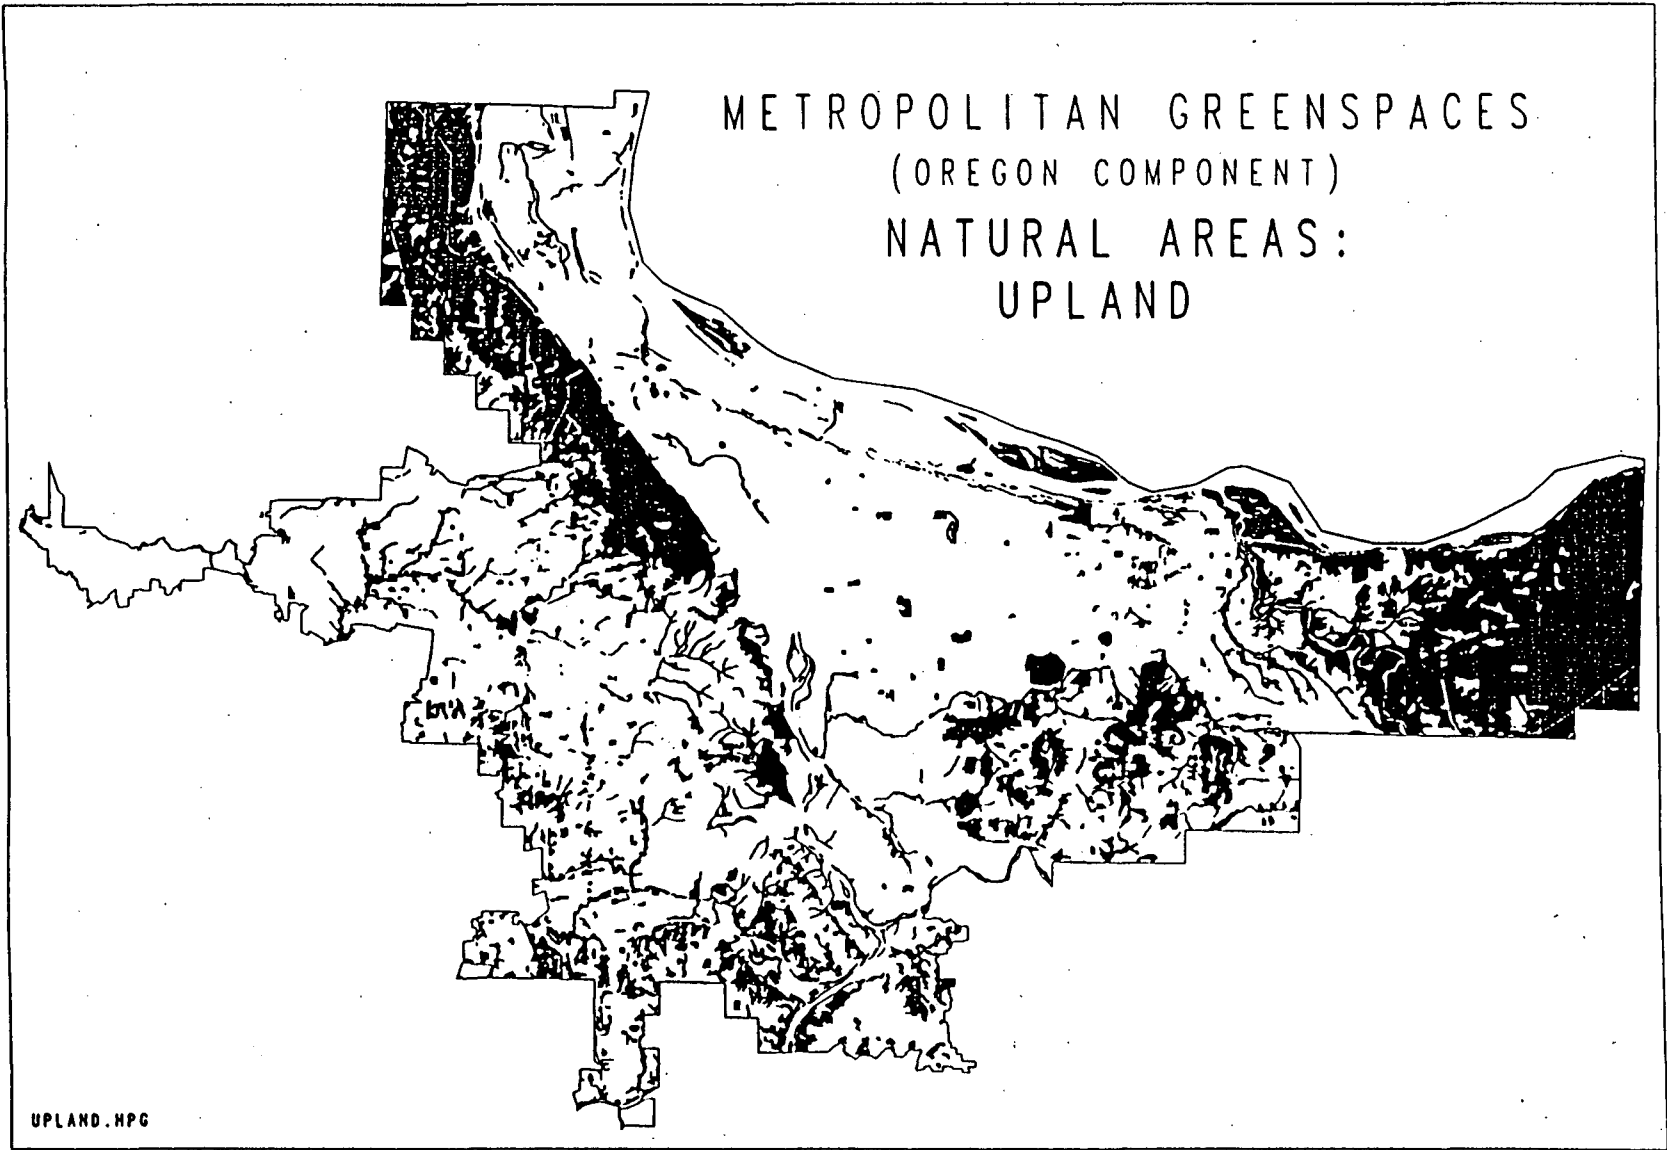 METROPOLITAN GREENSPACES
(OREGON COMPONENT)
NATURAL AREAS:
UPLAND
UPLAND.HPG